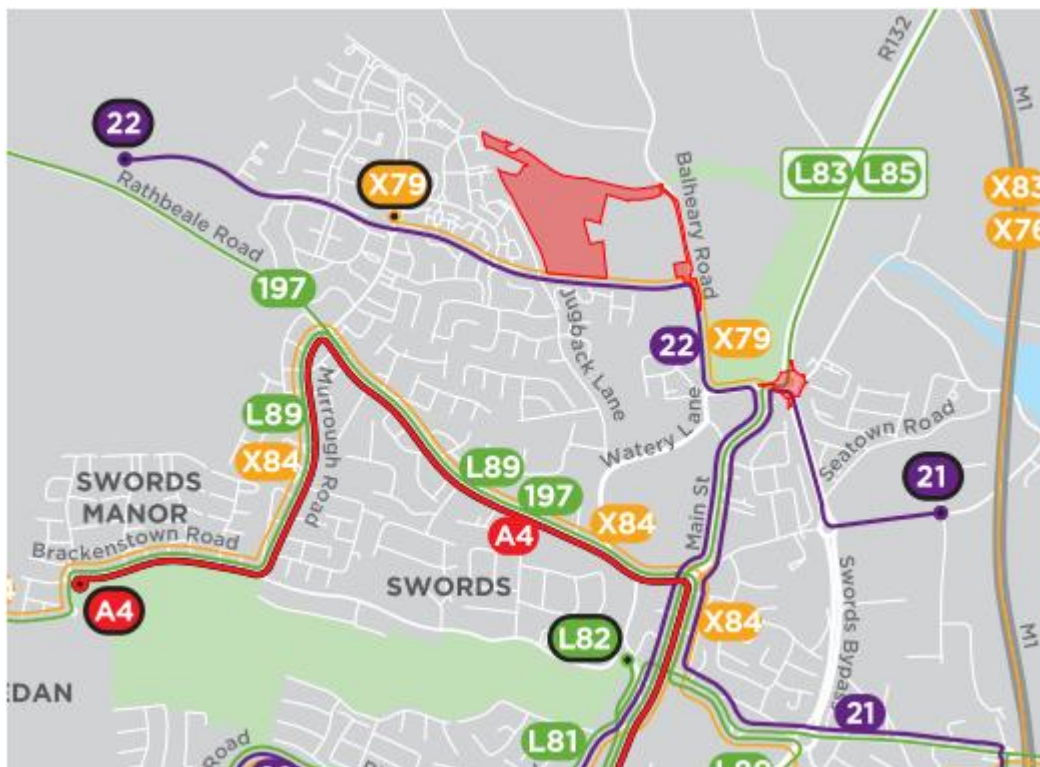 R132
M1
22
Rathbeale Road
X79
Balheary Road
L83 L85
X83
X76
197
Jugback Lane
22
X79
L89
Murrough Road
X84
Watery Lane
Seatown Road
L89
197
21
SWORDS
MANOR
X84
Main St
A4
Brackenstown Road
SWORDS
A4
X84
L82
Swords Bypass
M1
EDAN
21
L81
Road